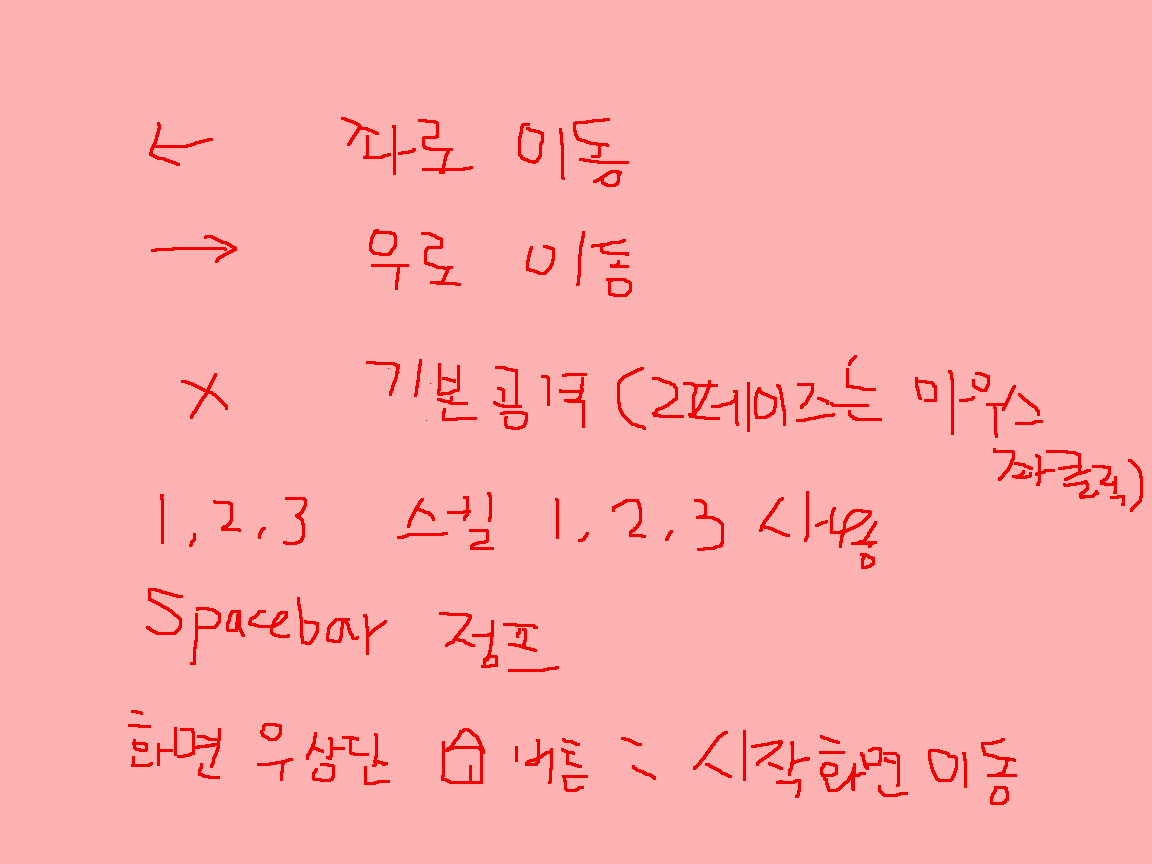 ← 좌로 이동
→ 우로 이동
X 기본공격 (2페이즈는 마우스
좌클릭)
1, 2, 3 스킬 1, 2, 3 사용
Spacebar 점프
화면 우상단 버튼 : 시작화면 이동